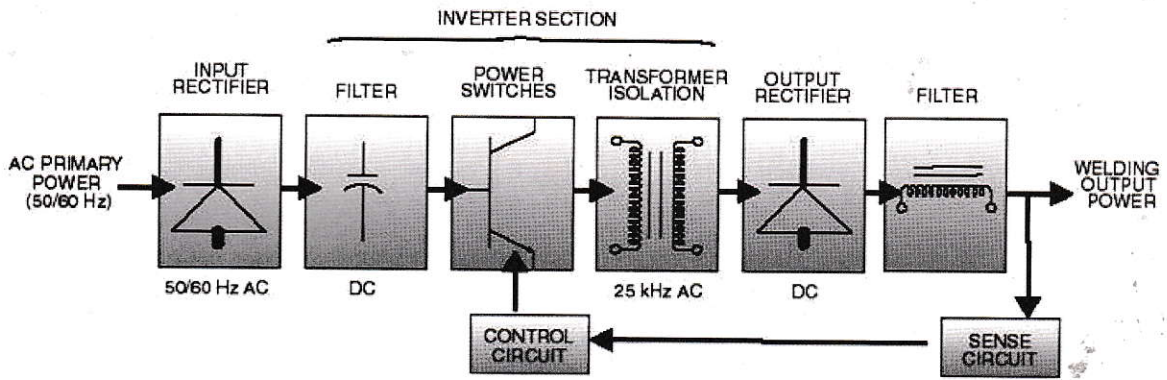 INVERTER SECTION
INPUT
RECTIFIER
FILTER
POWER
SWITCHES
TRANSFORMER
ISOLATION
OUTPUT
RECTIFIER
FILTER
AC PRIMARY
POWER
(50/60 Hz)
WELDING
OUTPUT
POWER
50/60 Hz AC
DC
25 kHz AC
DC
CONTROL
CIRCUIT
SENSE
CIRCUIT